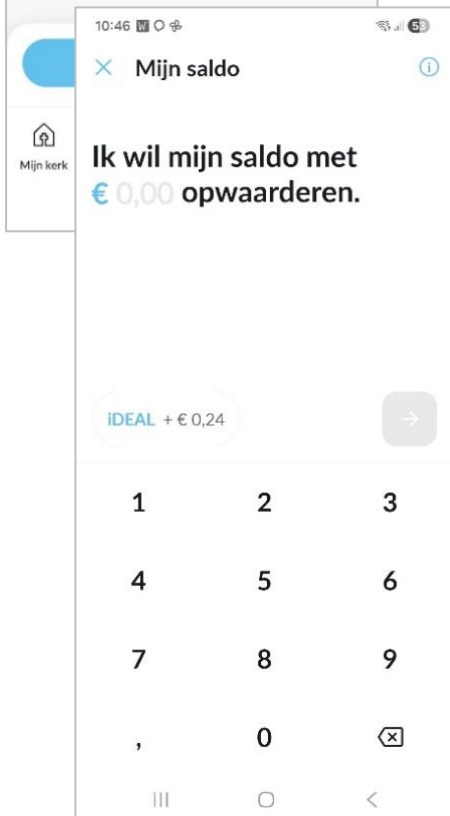 10:46
53
Mijn saldo
Mijn kerk
Ik wil mijn saldo met
€ 0,00 opwaarderen.
iDEAL + € 0,24
1 2 3
4 5 6
7 8 9
, 0